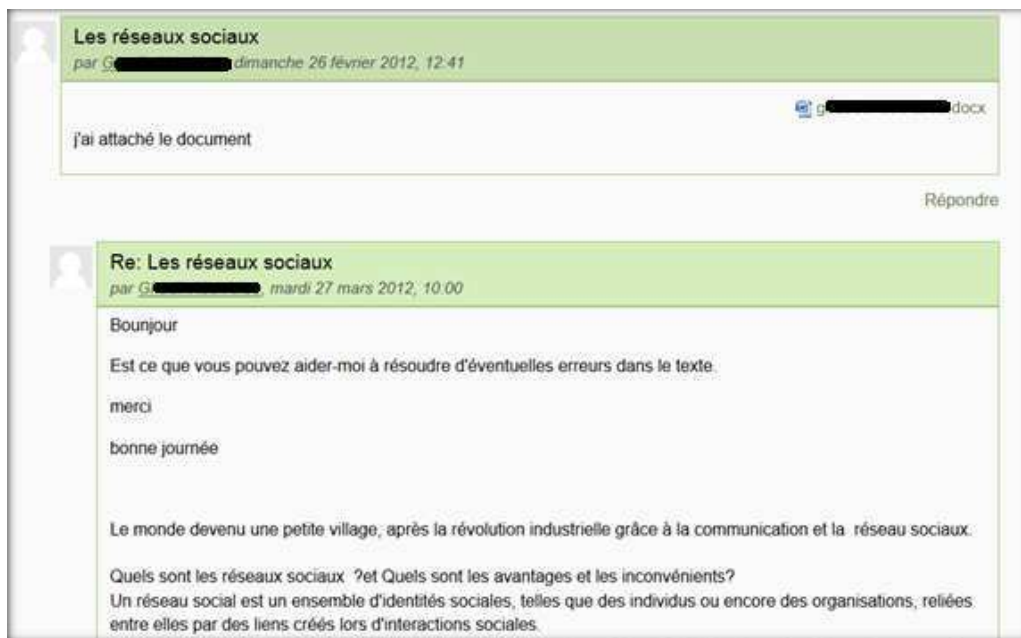 Les réseaux sociaux
par G dimanche 26 février 2012, 12:41
g docx
j'ai attaché le document
Répondre
Re: Les réseaux sociaux
par G , mardi 27 mars 2012, 10:00
Bounjour
Est ce que vous pouvez aider-moi à résoudre d'éventuelles erreurs dans le texte.
merci
bonne journée
Le monde devenu une petite village, après la révolution industrielle grâce à la communication et la réseau sociaux.
Quels sont les réseaux sociaux ?et Quels sont les avantages et les inconvénients?
Un réseau social est un ensemble d'identités sociales, telles que des individus ou encore des organisations, reliées
entre elles par des liens créés lors d'interactions sociales.